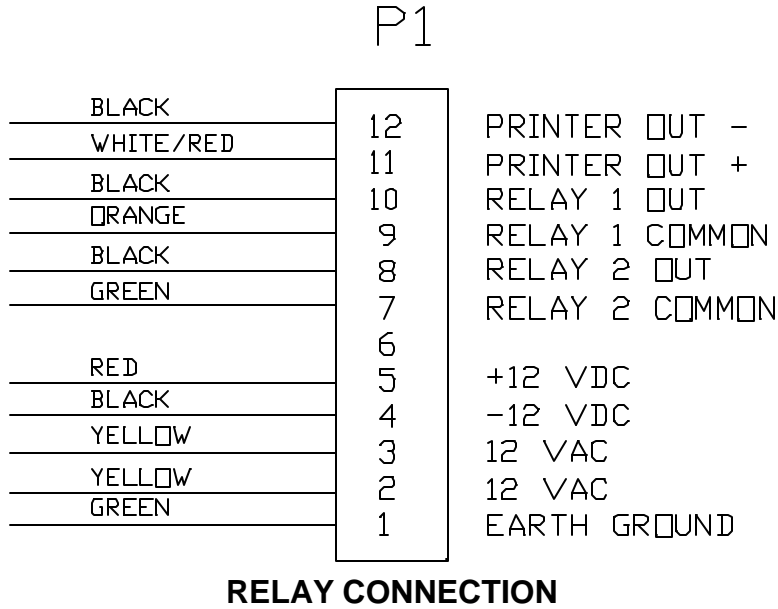 P1
BLACK 12 PRINTER OUT -
WHITE/RED 11 PRINTER OUT +
BLACK 10 RELAY 1 OUT
ORANGE 9 RELAY 1 COMMON
BLACK 8 RELAY 2 OUT
GREEN 7 RELAY 2 COMMON
6
RED 5 +12 VDC
BLACK 4 -12 VDC
YELLOW 3 12 VAC
YELLOW 2 12 VAC
GREEN 1 EARTH GROUND
RELAY CONNECTION